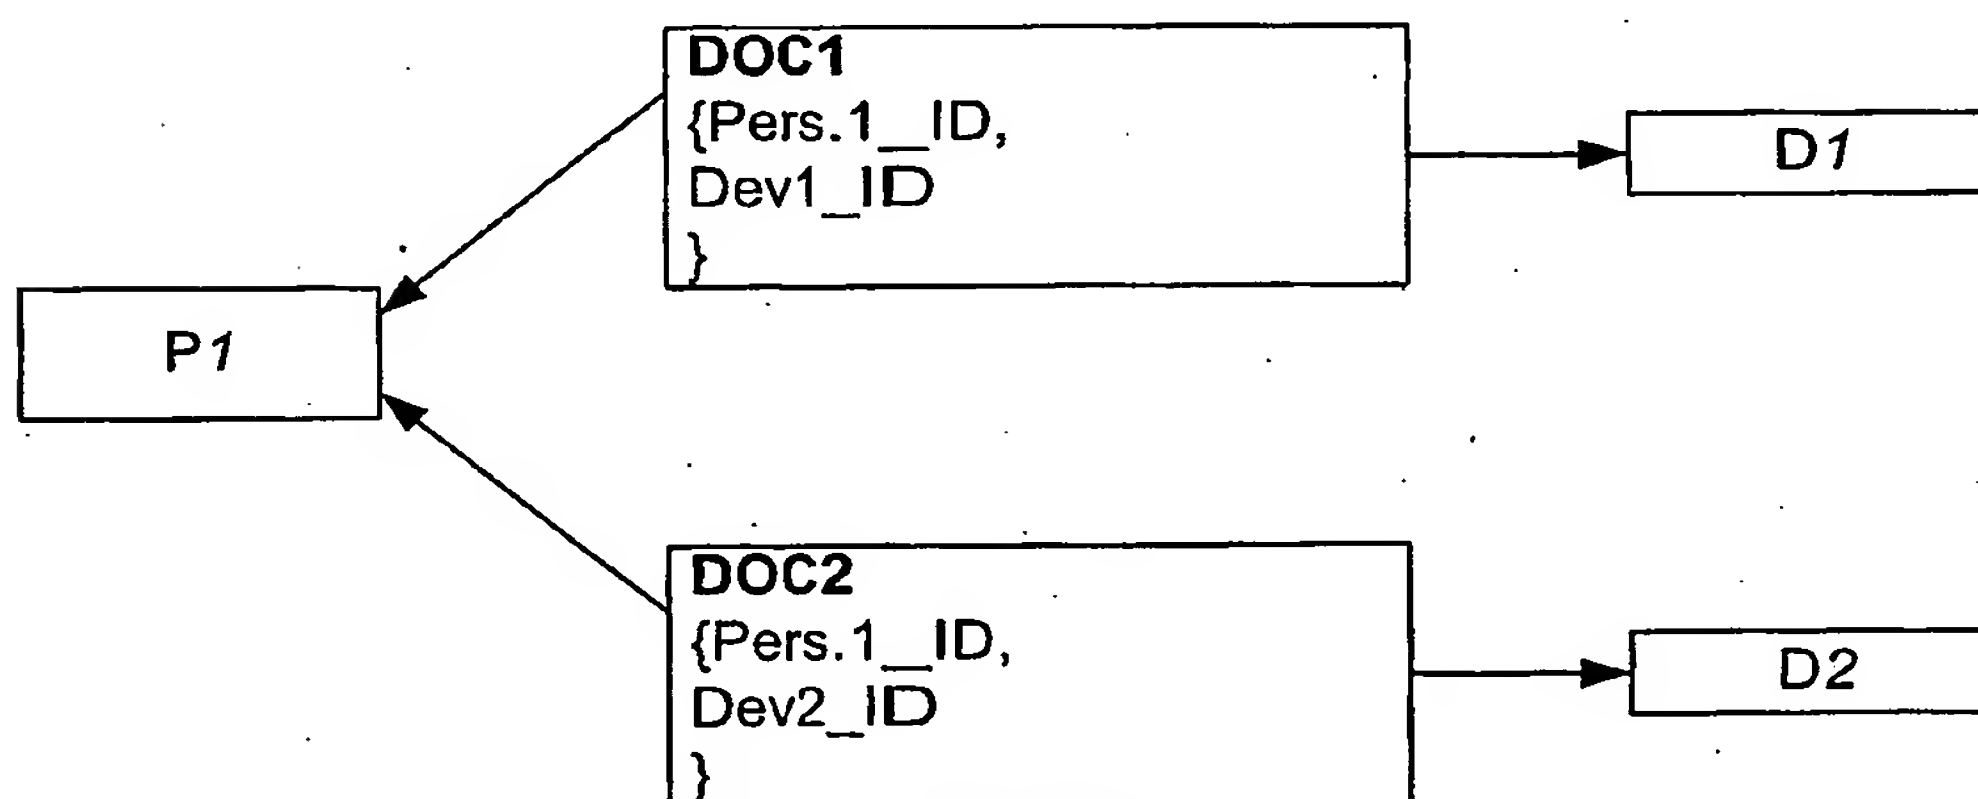 DOC1
{Pers.1_ID,
Dev1_ID
}
D1
P1
DOC2
{Pers.1_ID,
Dev2_ID
}
D2